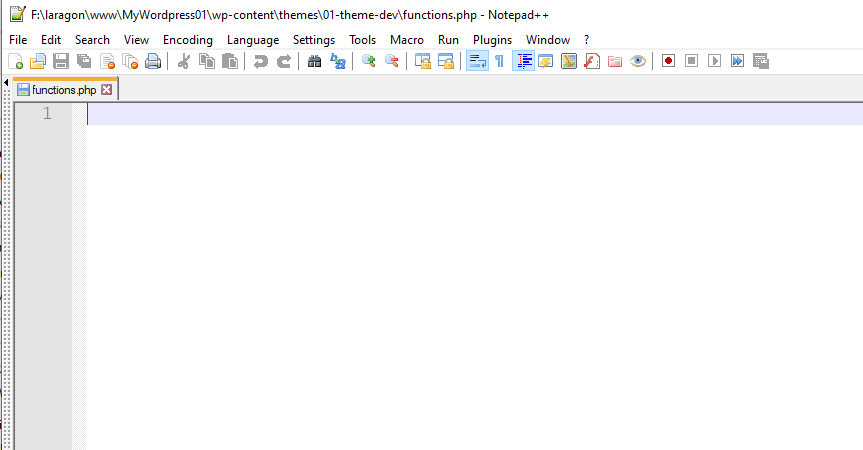 F:\laragon\www\MyWordpress01\wp-content\themes\01-theme-dev\functions.php - Notepad++
File Edit Search View Encoding Language Settings Tools Macro Run Plugins Window ?
functions.php
1